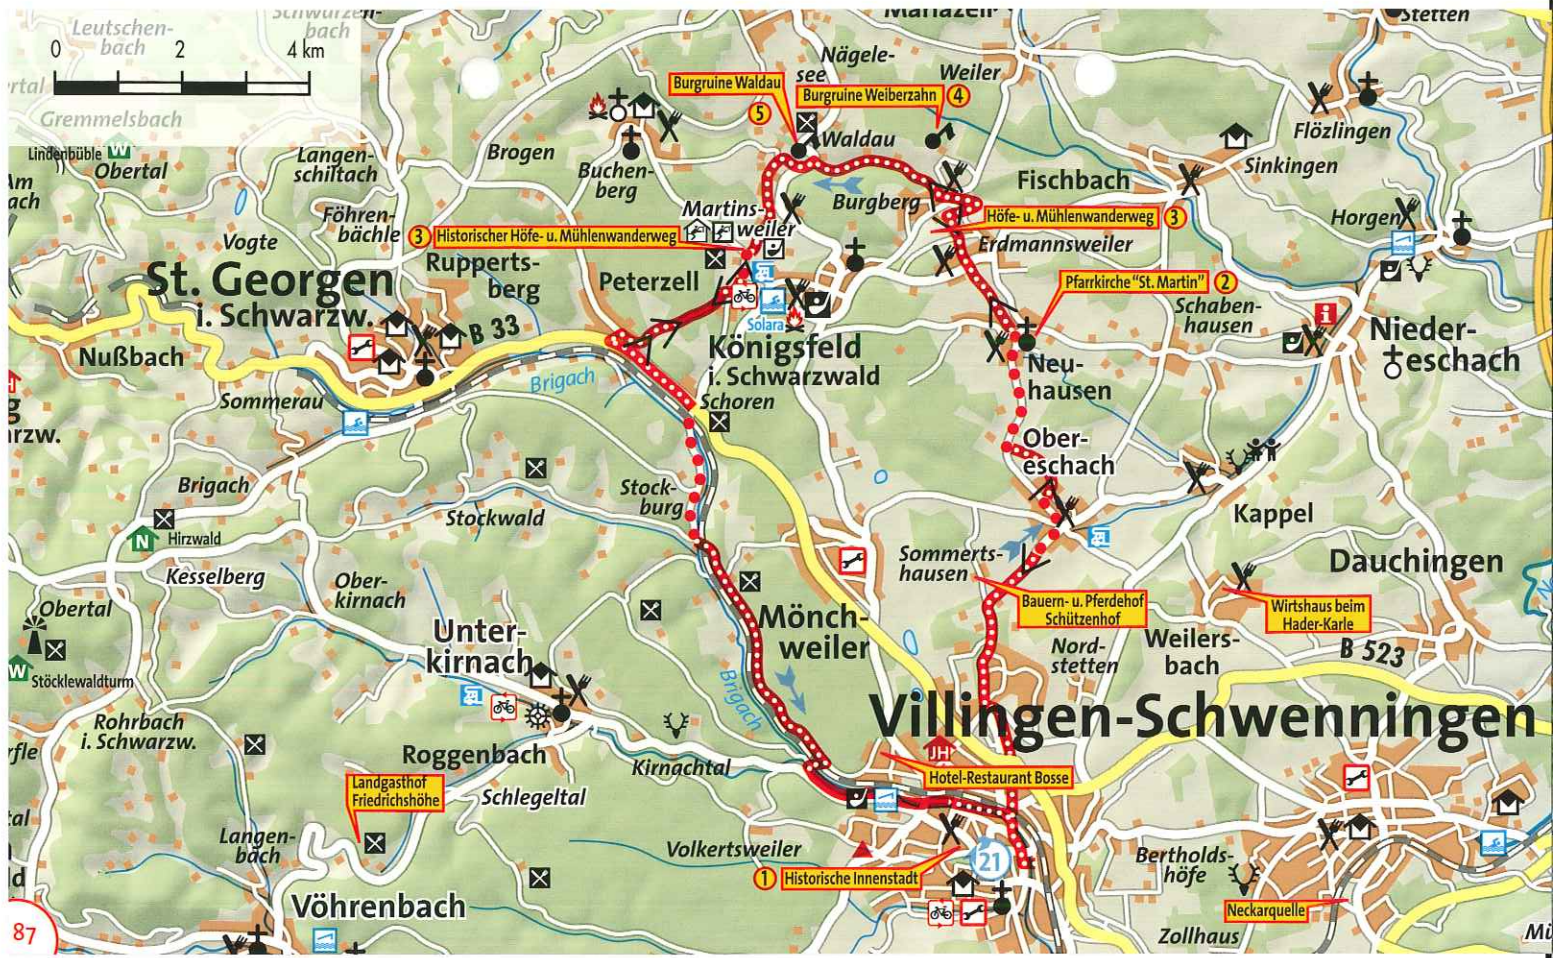 Leutschen-
bach
Schwarzen-
bach
0 2 4 km
Gremmelsbach
Lindenbüble
W
Obertal
Am
ach
Langen-
schiltach
Brogen
Buchen-
berg
Föhren-
bächle
Vogte
Mariazell
Stetten
Nägele-
see
Weiler
Burgruine Waldau
5
Burgruine Weiberzahn
4
Waldau
Flözlingen
Sinkingen
Fischbach
Burgberg
Martins-
weiler
3
Historischer Höfe- u. Mühlenwanderweg
Höfe- u. Mühlenwanderweg
3
Horgen
Erdmannsweiler
St. Georgen
i. Schwarzw.
Rupperts-
berg
Peterzell
Pfarrkirche "St. Martin"
2
Schaben-
hausen
i
B 33
Solara
Königsfeld
i. Schwarzwald
Nußbach
Nieder-
eschach
Neu-
hausen
H
g
arzw.
Sommerau
Brigach
Schoren
Ober-
eschach
Brigach
Stock-
burg
Stockwald
Kappel
N
Hirzwald
Kesselberg
Ober-
kirnach
Sommerts-
hausen
Dauchingen
Obertal
Bauern- u. Pferdehof
Schützenhof
Wirtshaus beim
Hader-Karle
Mönch-
weiler
Unter-
kirnach
Nord-
stetten
Weilers-
bach
B 523
W
Stöcklewaldturm
Brigach
Rohrbach
i. Schwarzw.
Villingen-Schwenningen
Roggenbach
Kirnachtal
JH
Hotel-Restaurant Bosse
Landgasthof
Friedrichshöhe
Schlegeltal
Langen-
bach
Volkertsweiler
21
1
Historische Innenstadt
Bertholds-
höfe
Neckarquelle
Vöhrenbach
Zollhaus
87